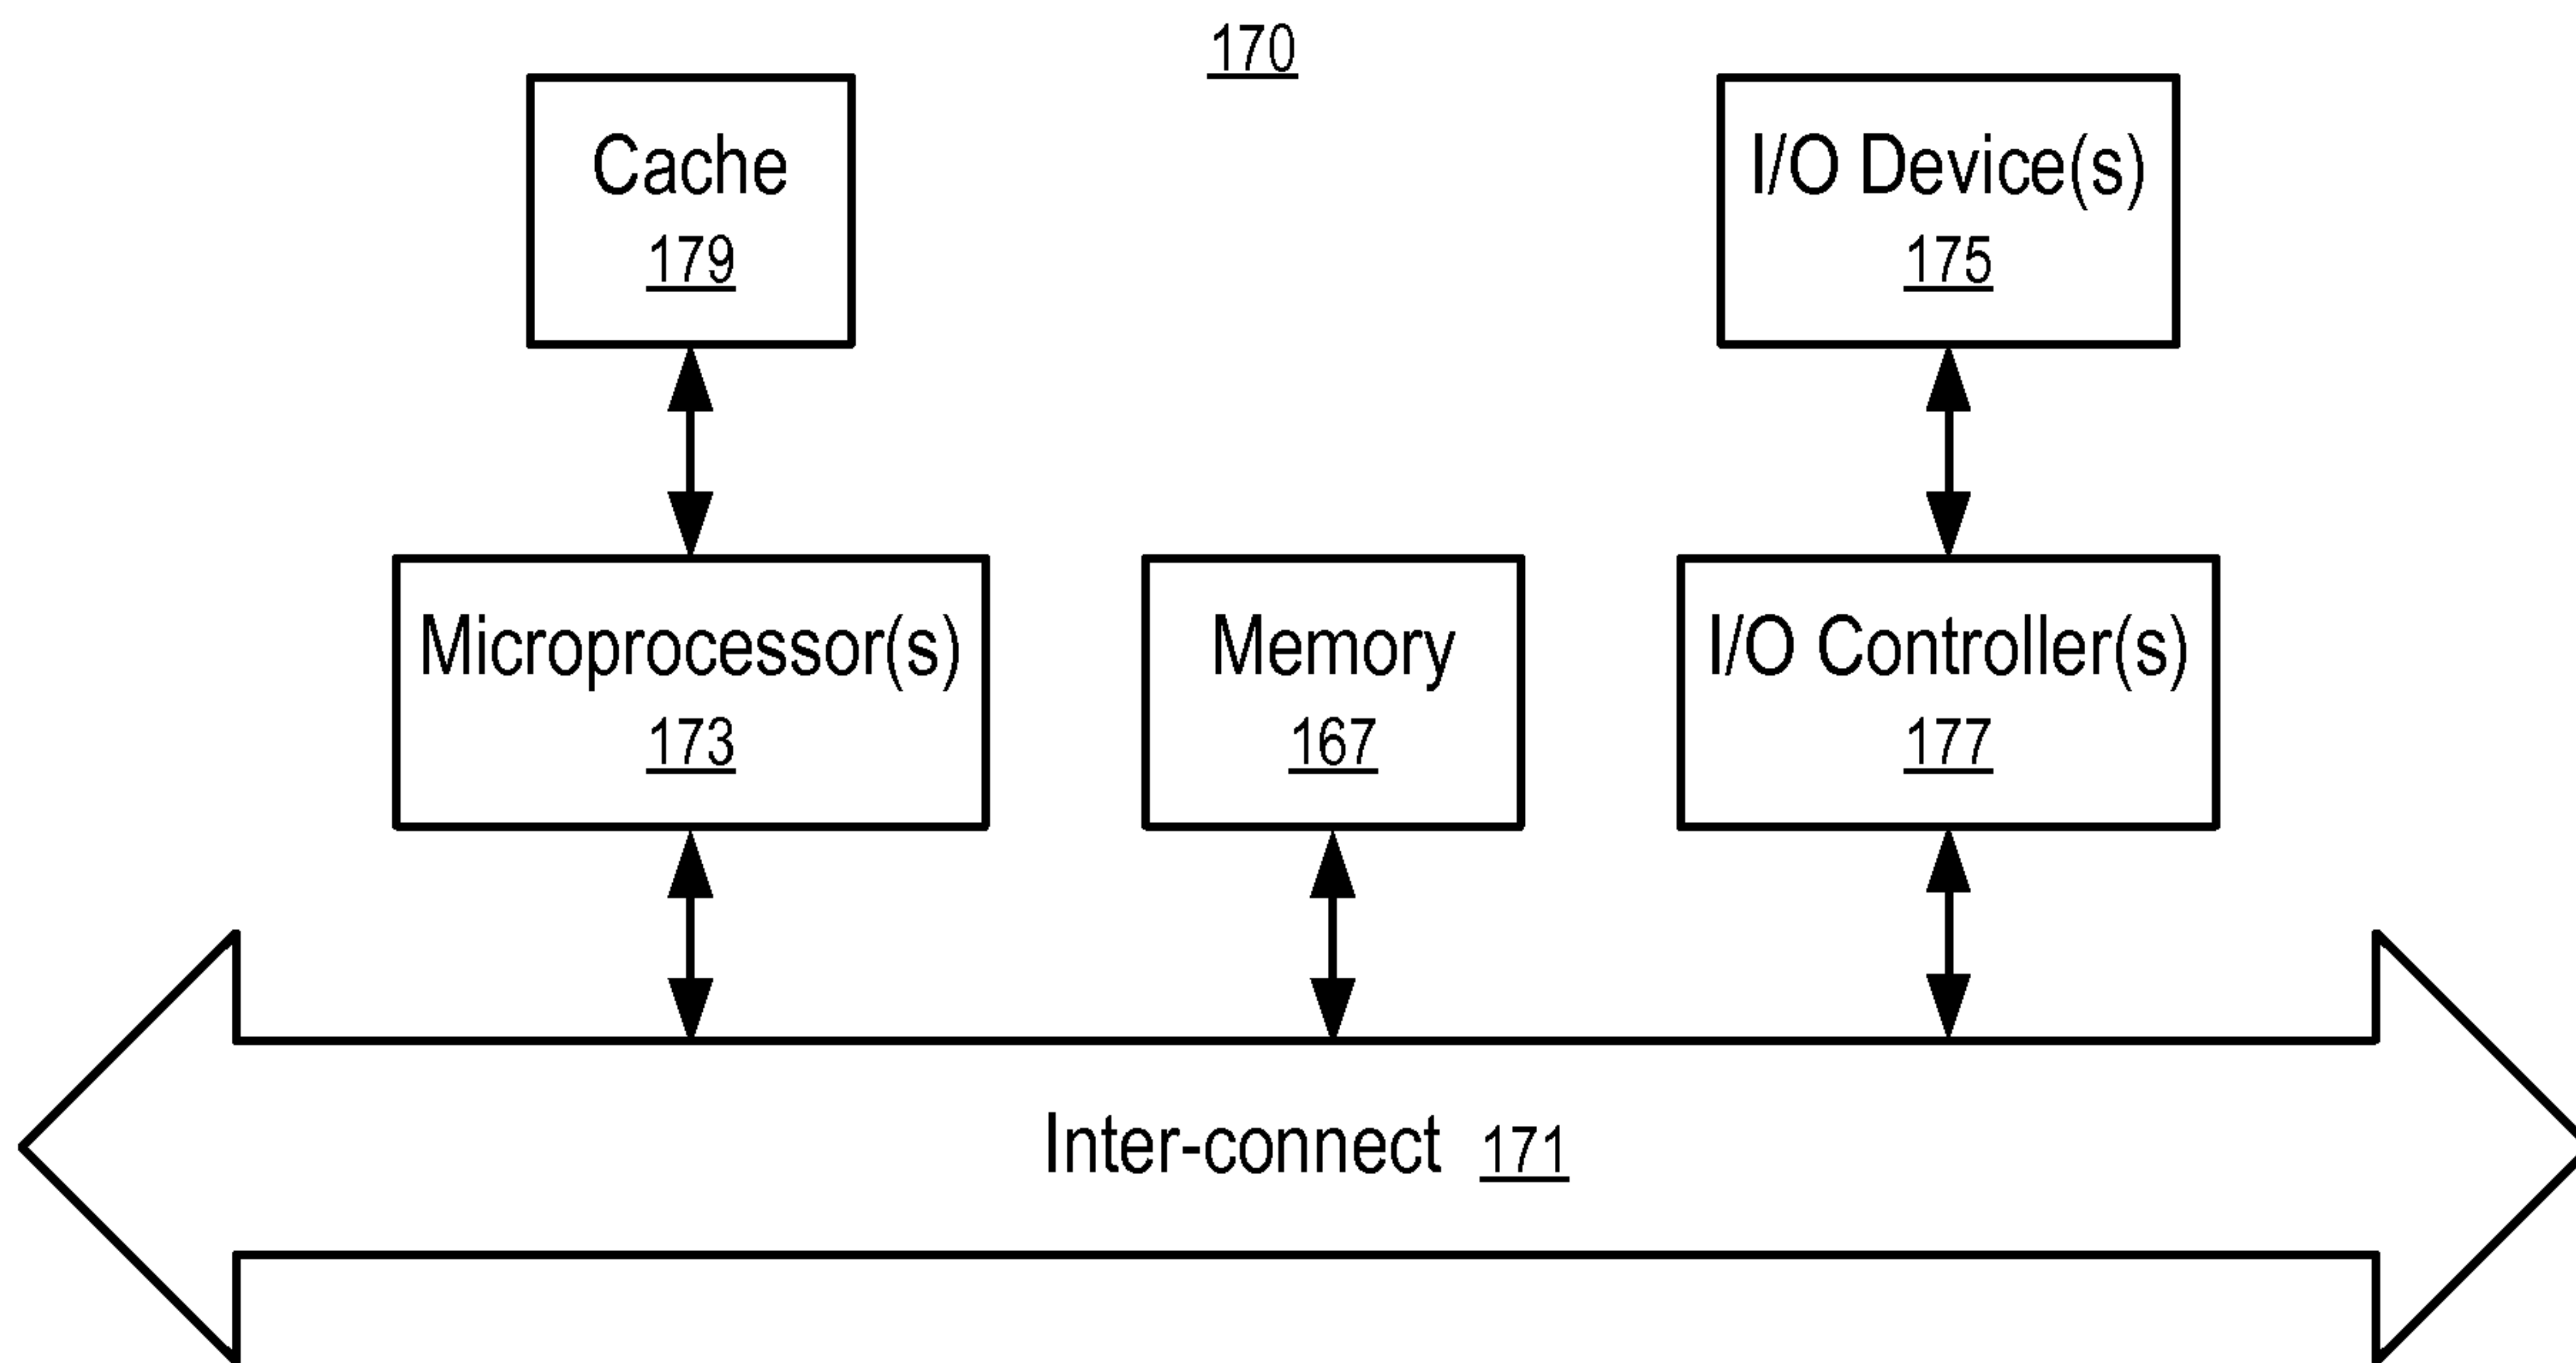 170
Cache
179
I/O Device(s)
175
Microprocessor(s)
173
Memory
167
I/O Controller(s)
177
Inter-connect 171